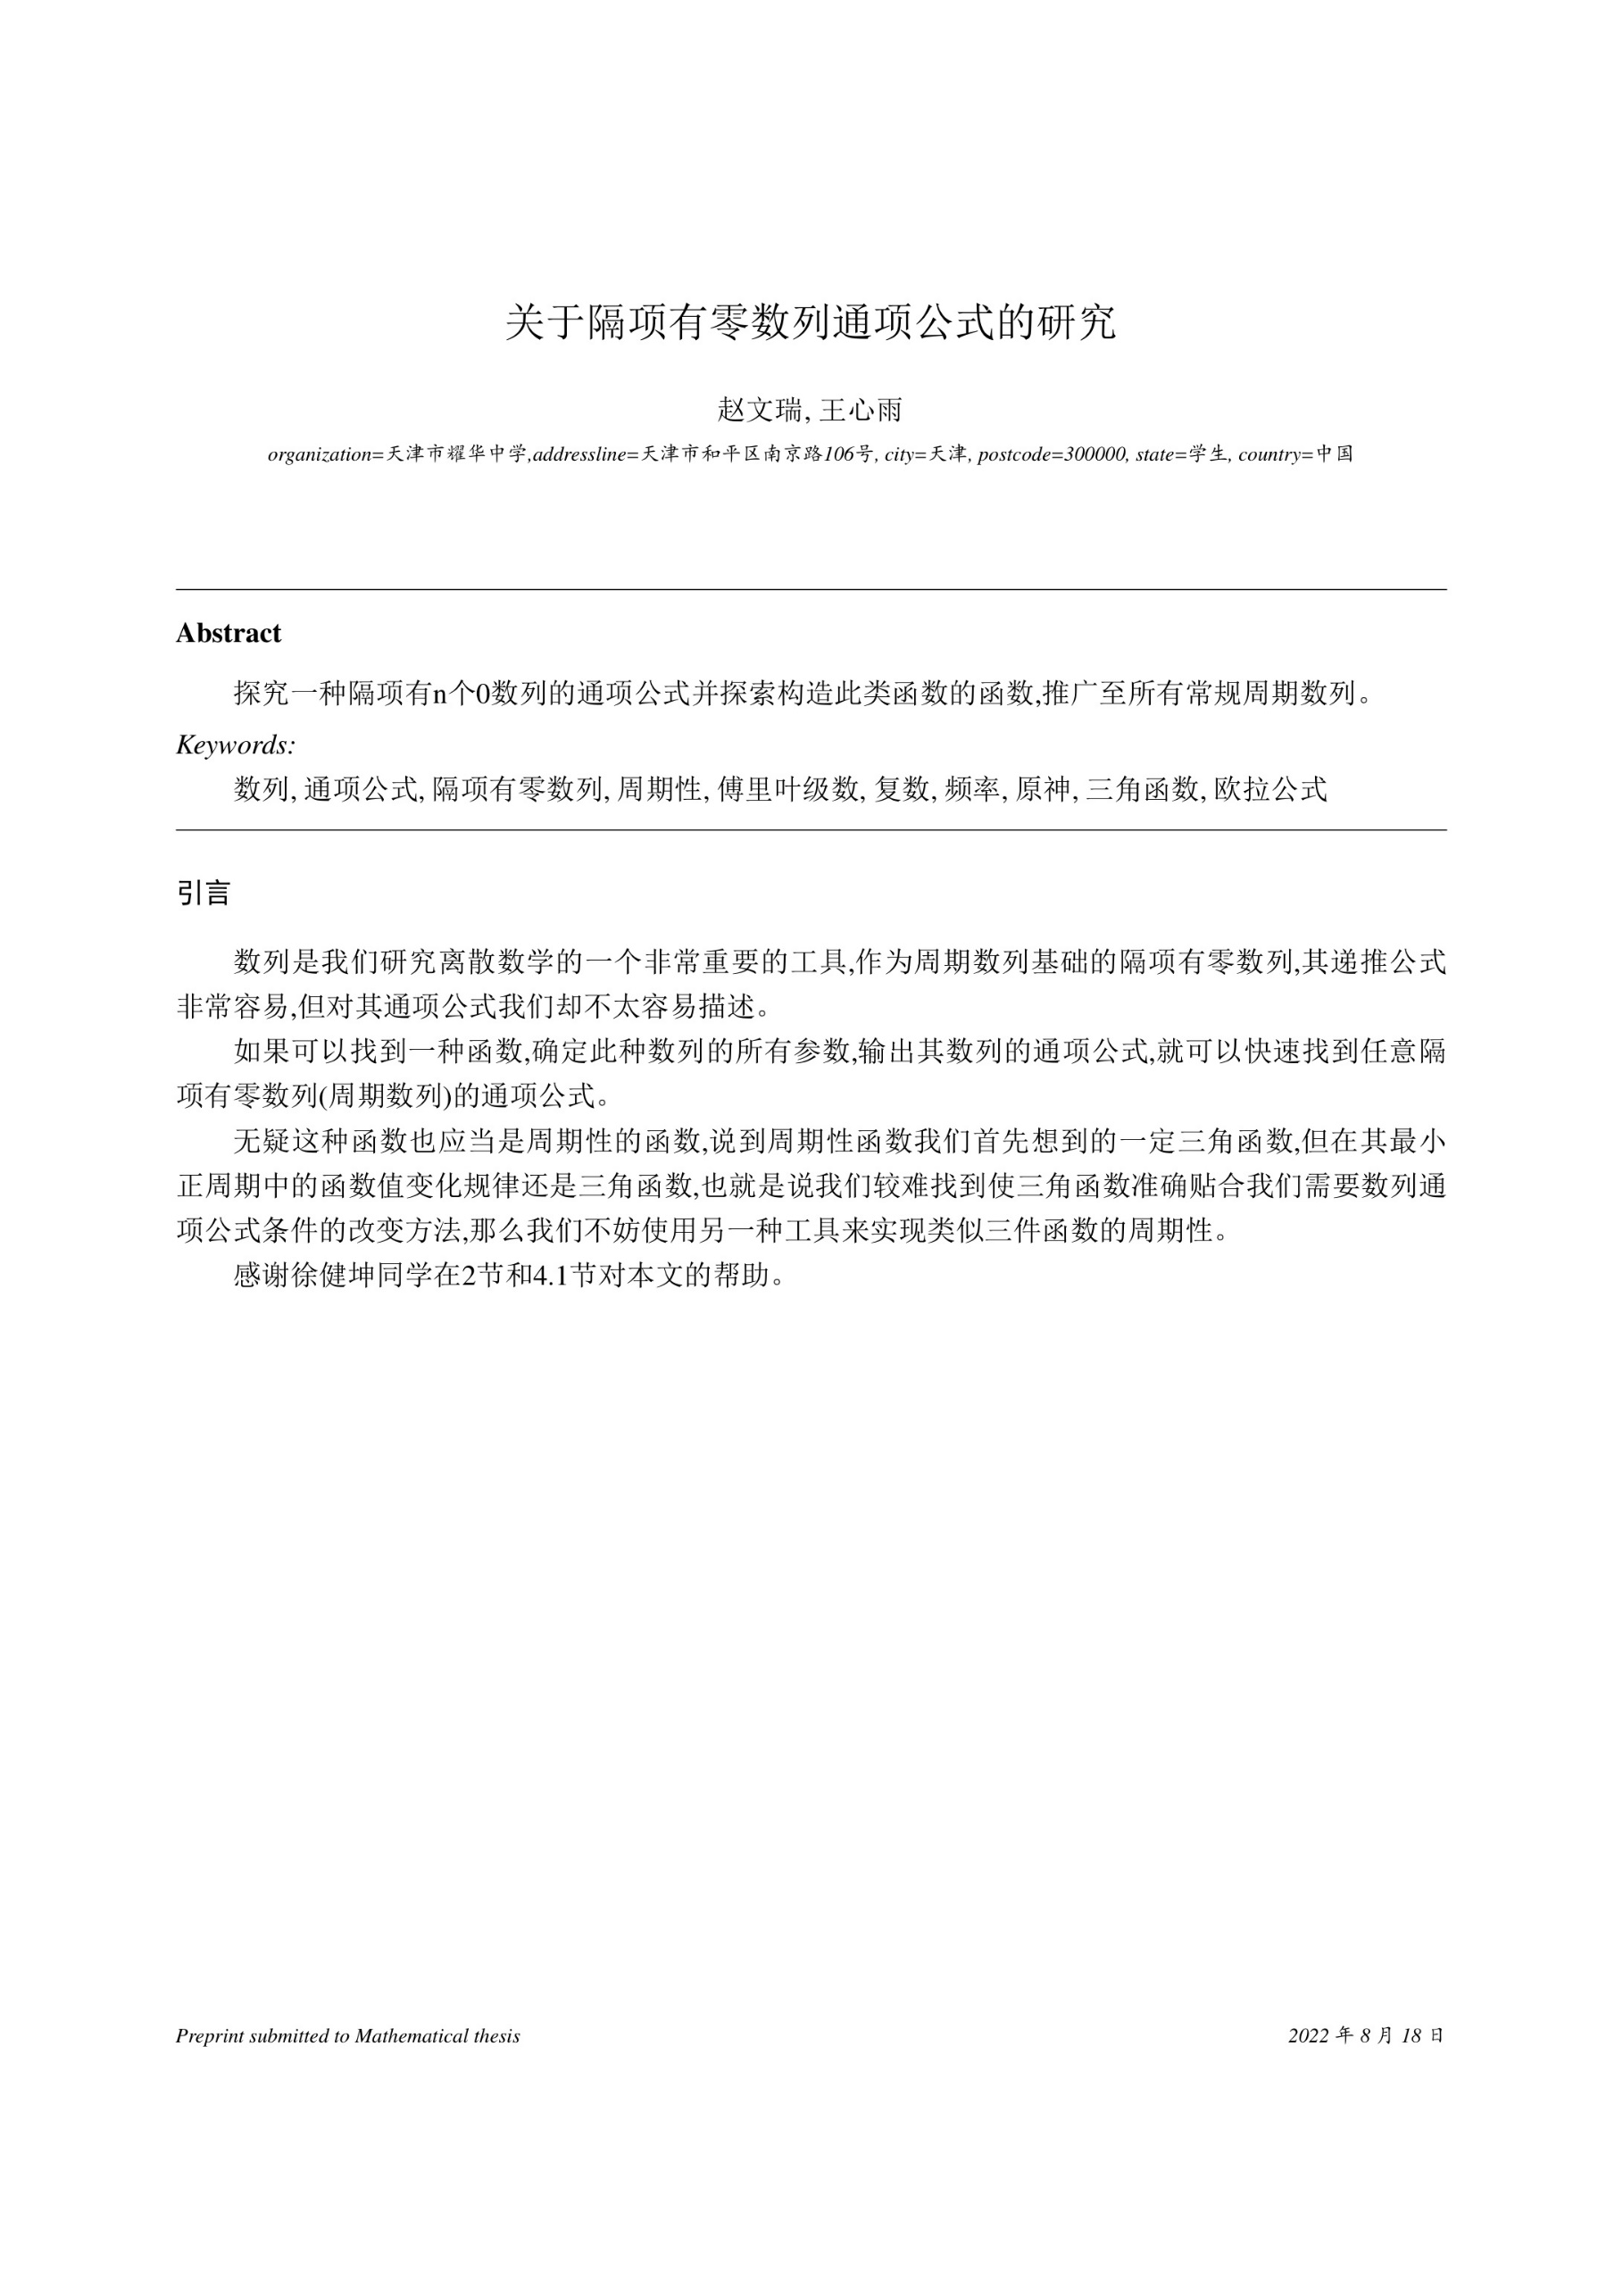 关于隔项有零数列通项公式的研究
赵文瑞, 王心雨
organization=天津市耀华中学,addressline=天津市和平区南京路106号, city=天津, postcode=300000, state=学生, country=中国
Abstract
探究一种隔项有n个0数列的通项公式并探索构造此类函数的函数,推广至所有常规周期数列。
Keywords:
数列, 通项公式, 隔项有零数列, 周期性, 傅里叶级数, 复数, 频率, 原神, 三角函数, 欧拉公式
引言
数列是我们研究离散数学的一个非常重要的工具,作为周期数列基础的隔项有零数列,其递推公式
非常容易,但对其通项公式我们却不太容易描述。
如果可以找到一种函数,确定此种数列的所有参数,输出其数列的通项公式,就可以快速找到任意隔
项有零数列(周期数列)的通项公式。
无疑这种函数也应当是周期性的函数,说到周期性函数我们首先想到的一定三角函数,但在其最小
正周期中的函数值变化规律还是三角函数,也就是说我们较难找到使三角函数准确贴合我们需要数列通
项公式条件的改变方法,那么我们不妨使用另一种工具来实现类似三件函数的周期性。
感谢徐健坤同学在2节和4.1节对本文的帮助。
Preprint submitted to Mathematical thesis
2022 年 8 月 18 日